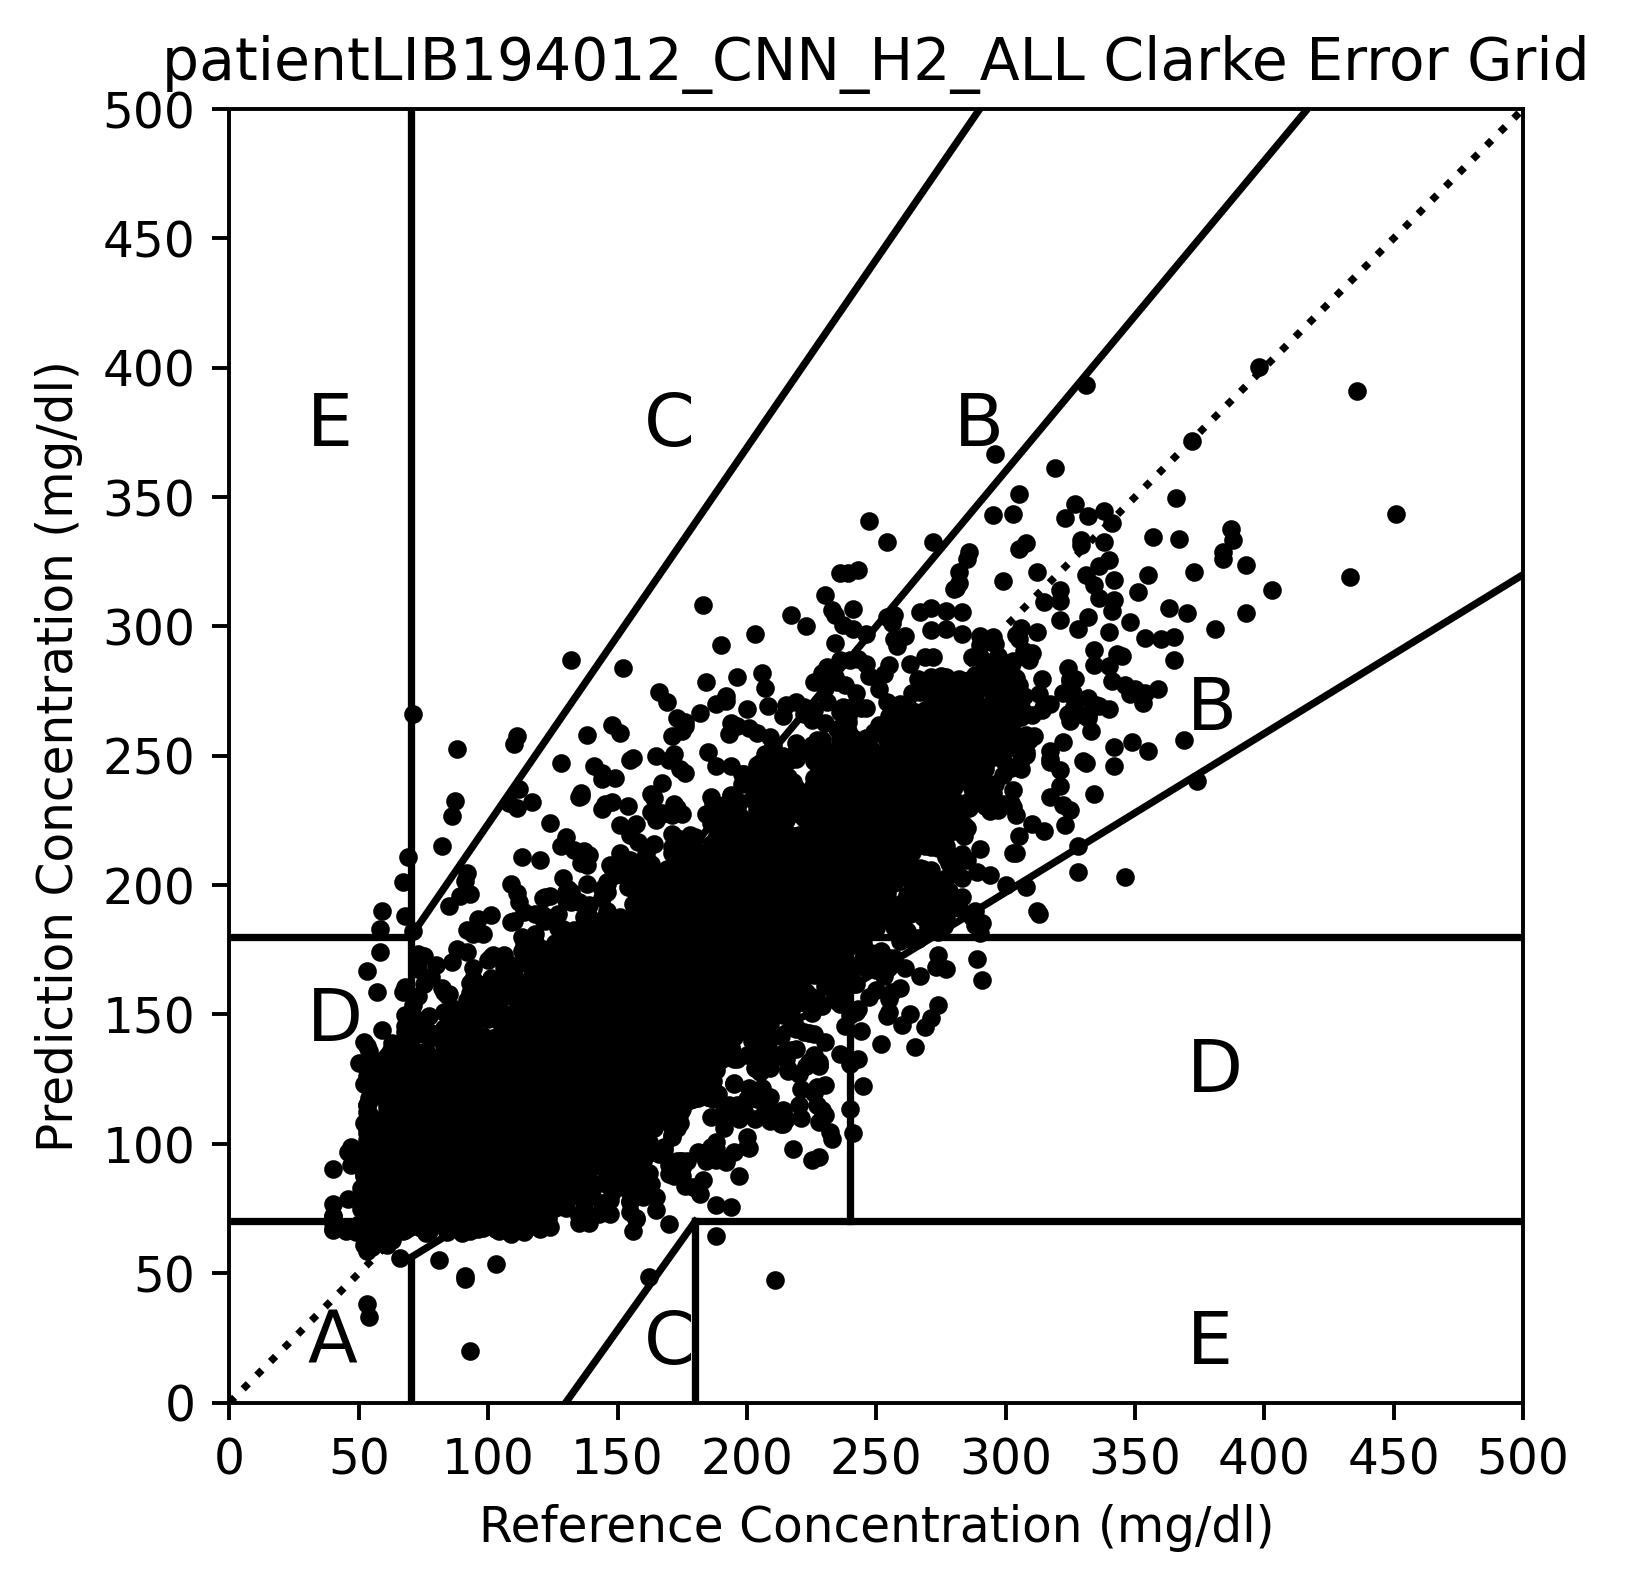 patientLIB194012_CNN_H2_ALL Clarke Error Grid
500
450
400
350
300
250
200
150
100
50
0
Prediction Concentration (mg/dl)
E
C
B
B
D
D
A
C
E
0 50 100 150 200 250 300 350 400 450 500
Reference Concentration (mg/dl)